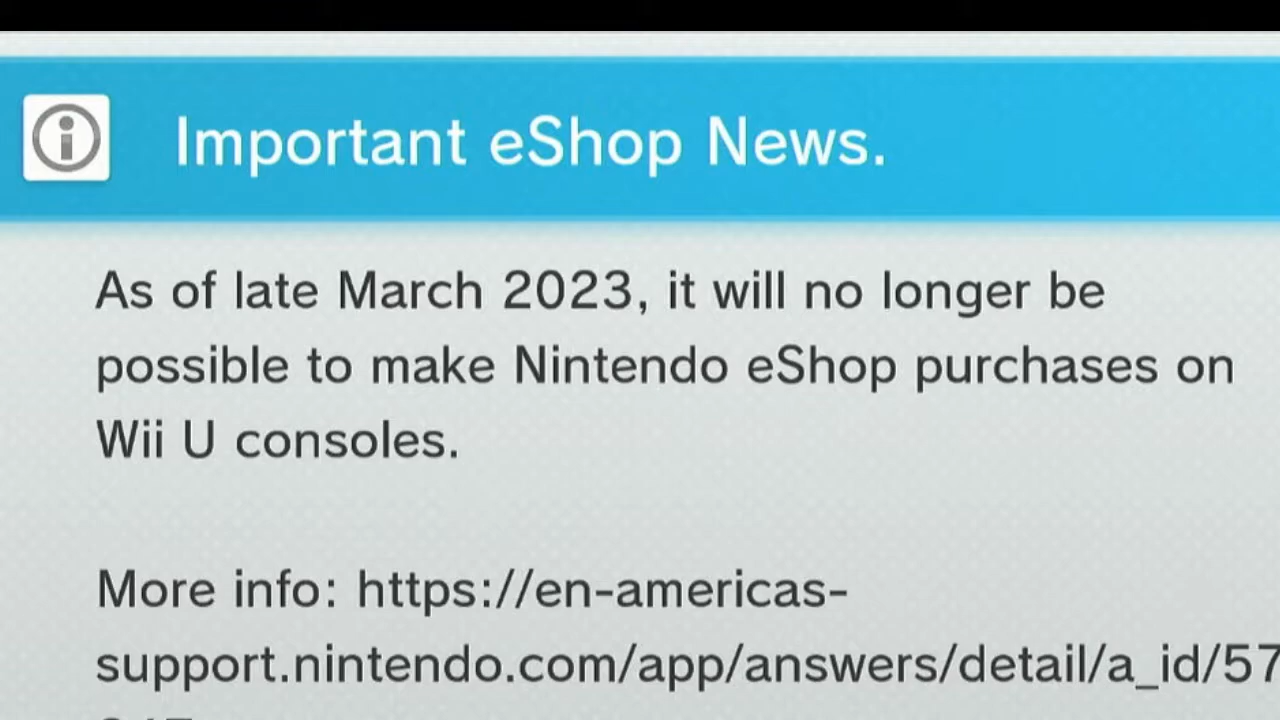 Important eShop News.
As of late March 2023, it will no longer be
possible to make Nintendo eShop purchases on
Wii U consoles.
More info: https://en-americas-
support.nintendo.com/app/answers/detail/a_id/57